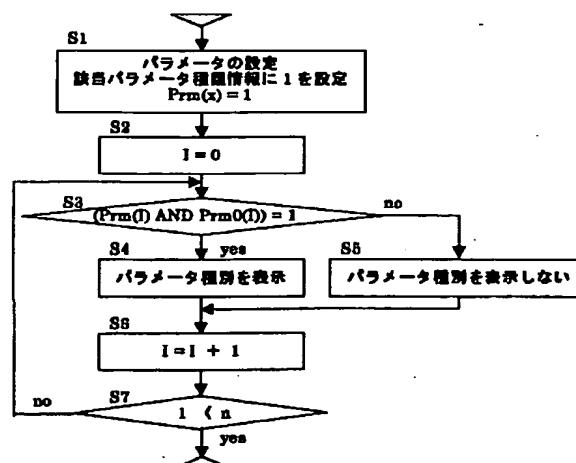 S1
パラメータの設定
該当パラメータ種類情報に 1 を設定
Prm(x) = 1
S2
I = 0
S3
(Prm(I) AND Prm0(I)) = 1
no
yes
S4
パラメータ種別を表示
S5
パラメータ種別を表示しない
S6
I = I + 1
S7
no
1 < n
yes